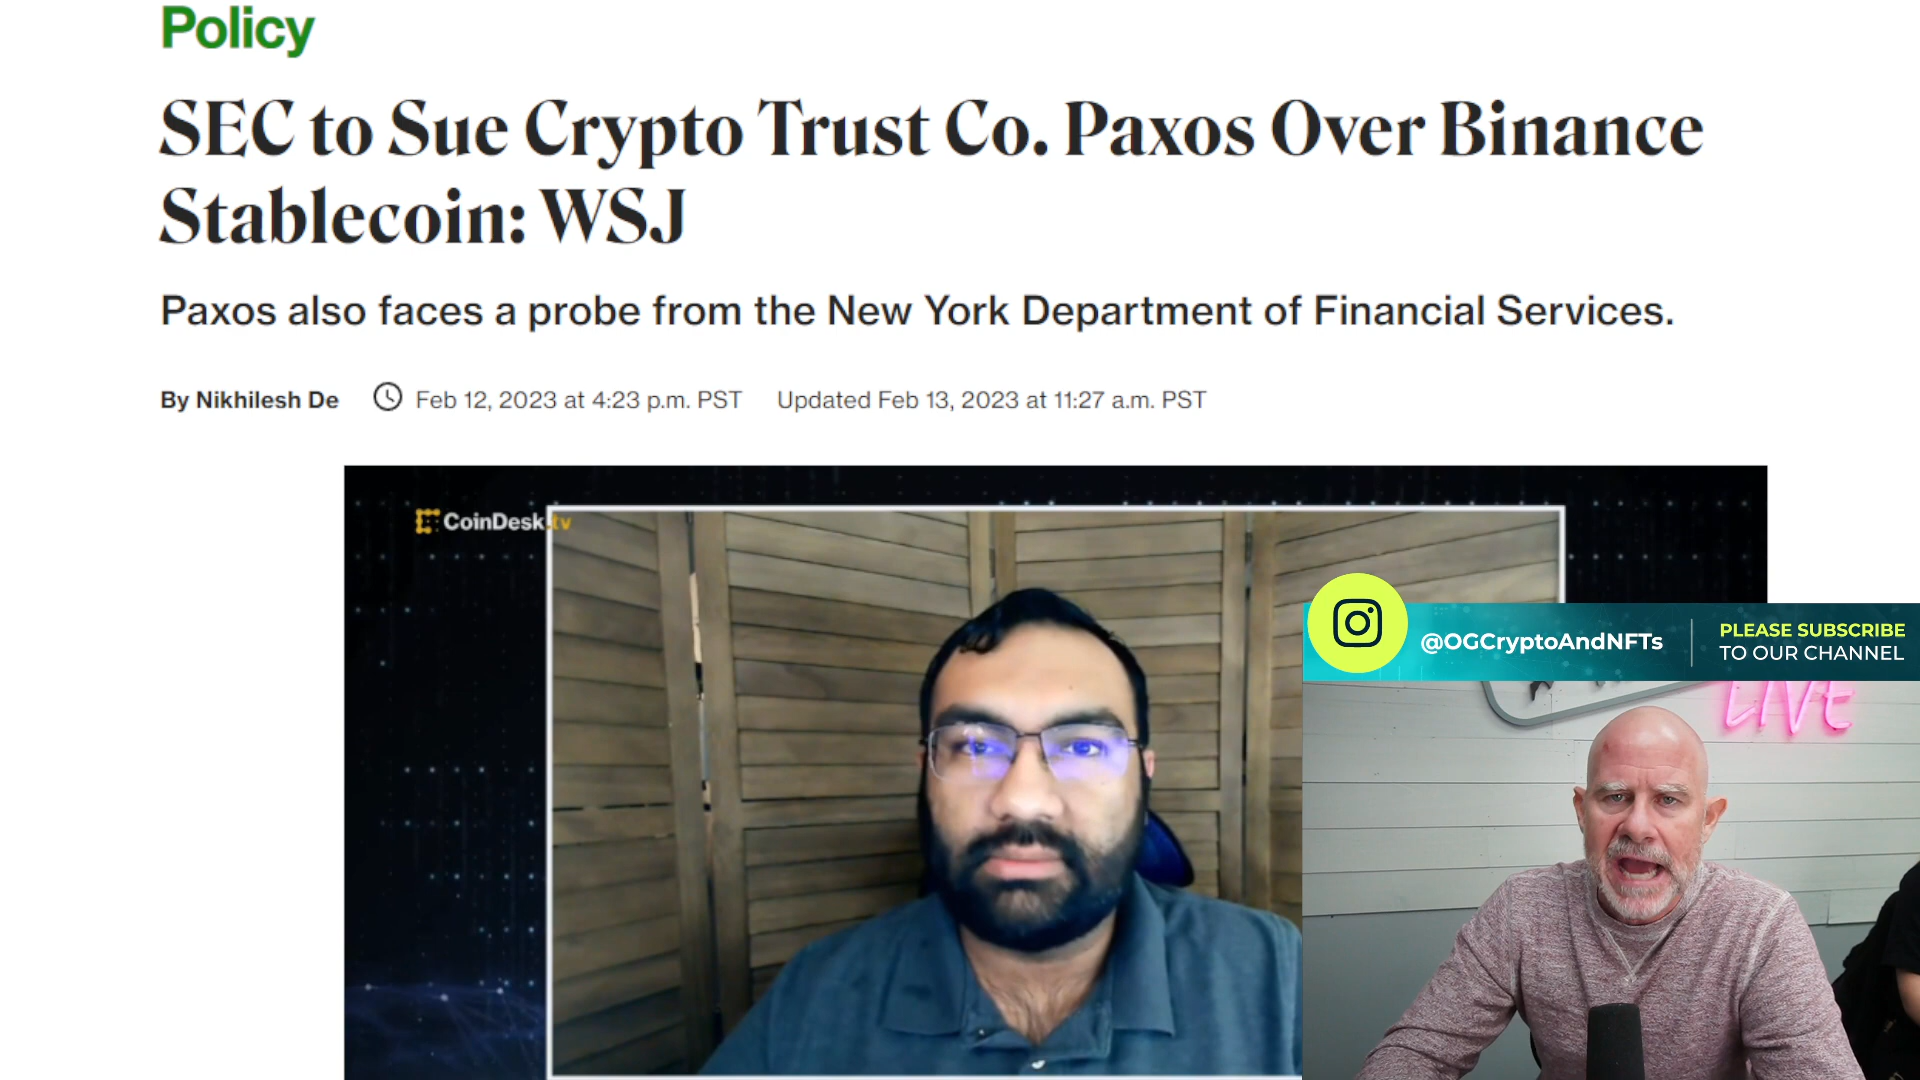 Policy
SEC to Sue Crypto Trust Co. Paxos Over Binance
Stablecoin: WSJ
Paxos also faces a probe from the New York Department of Financial Services.
By Nikhilesh De Feb 12, 2023 at 4:23 p.m. PST Updated Feb 13, 2023 at 11:27 a.m. PST
CoinDesk tv
@OGCryptoAndNFTs
PLEASE SUBSCRIBE
TO OUR CHANNEL
LIVE